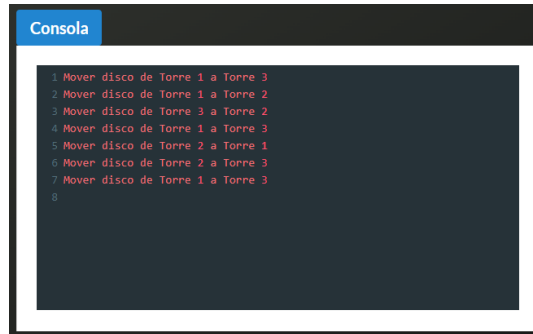 Consola
1 Mover disco de Torre 1 a Torre 3
2 Mover disco de Torre 1 a Torre 2
3 Mover disco de Torre 3 a Torre 2
4 Mover disco de Torre 1 a Torre 3
5 Mover disco de Torre 2 a Torre 1
6 Mover disco de Torre 2 a Torre 3
7 Mover disco de Torre 1 a Torre 3
8